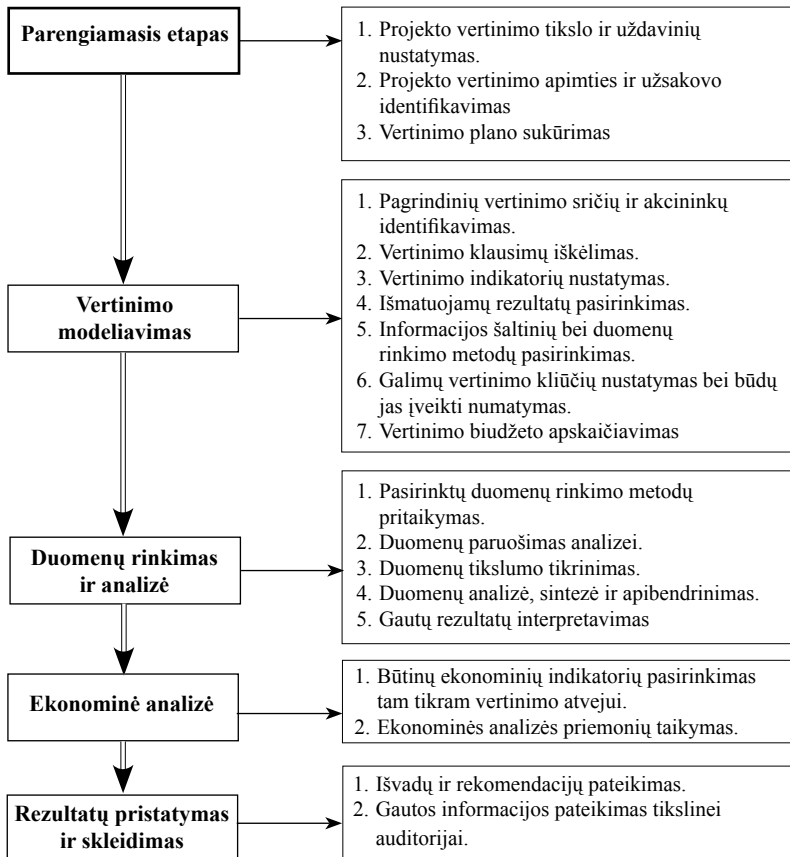 Parengiamasis etapas
1. Projekto vertinimo tikslo ir uždavinių
nustatymas.
2. Projekto vertinimo apimties ir užsakovo
identifikavimas
3. Vertinimo plano sukūrimas
Vertinimo
modeliavimas
1. Pagrindinių vertinimo sričių ir akcininkų
identifikavimas.
2. Vertinimo klausimų iškėlimas.
3. Vertinimo indikatorių nustatymas.
4. Išmatuojamų rezultatų pasirinkimas.
5. Informacijos šaltinių bei duomenų
rinkimo metodų pasirinkimas.
6. Galimų vertinimo kliūčių nustatymas bei būdų
jas įveikti numatymas.
7. Vertinimo biudžeto apskaičiavimas
Duomenų rinkimas
ir analizė
1. Pasirinktų duomenų rinkimo metodų
pritaikymas.
2. Duomenų paruošimas analizei.
3. Duomenų tikslumo tikrinimas.
4. Duomenų analizė, sintezė ir apibendrinimas.
5. Gautų rezultatų interpretavimas
Ekonominė analizė
1. Būtinų ekonominių indikatorių pasirinkimas
tam tikram vertinimo atvejui.
2. Ekonominės analizės priemonių taikymas.
Rezultatų pristatymas
ir skleidimas
1. Išvadų ir rekomendacijų pateikimas.
2. Gautos informacijos pateikimas tikslinei
auditorijai.